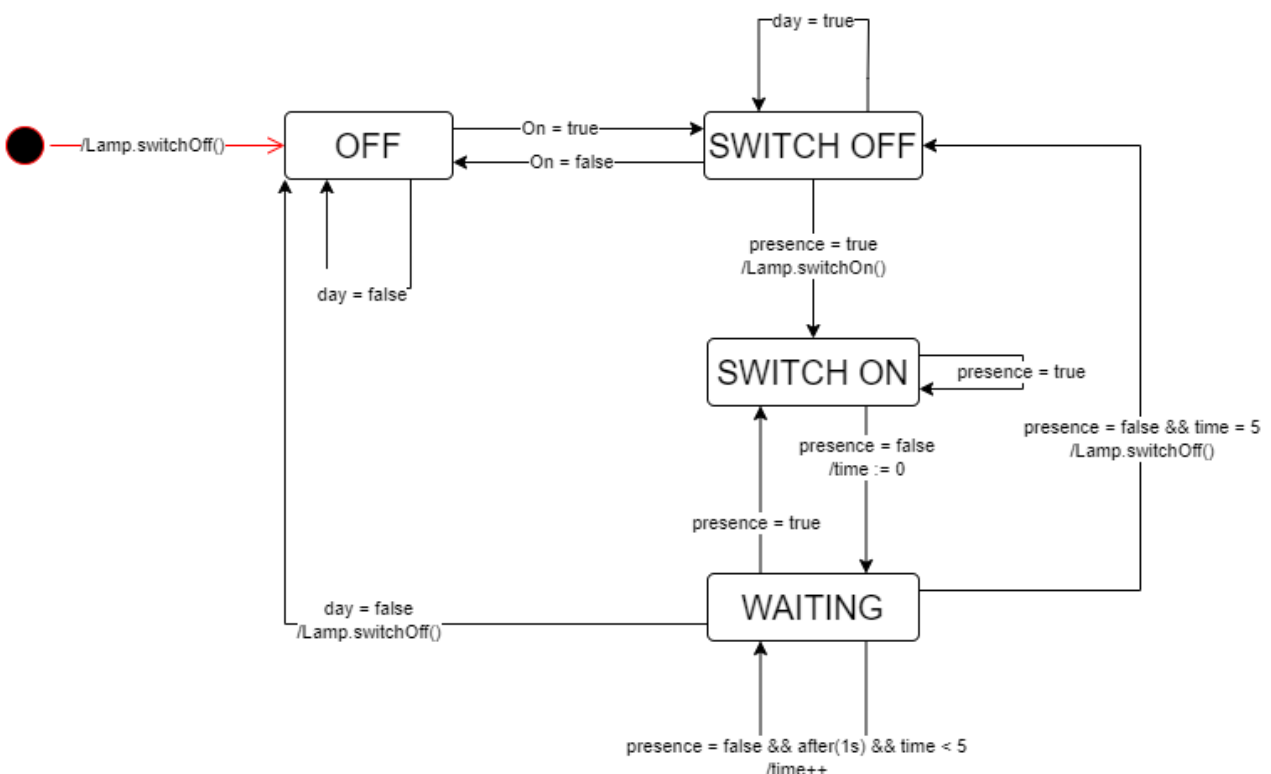 day = true
/Lamp.switchOff()
OFF
On = true
On = false
SWITCH OFF
presence = true
/Lamp.switchOn()
day = false
SWITCH ON
presence = true
presence = false
/time := 0
presence = false && time = 5
/Lamp.switchOff()
presence = true
WAITING
day = false
/Lamp.switchOff()
presence = false && after(1s) && time < 5
/time++